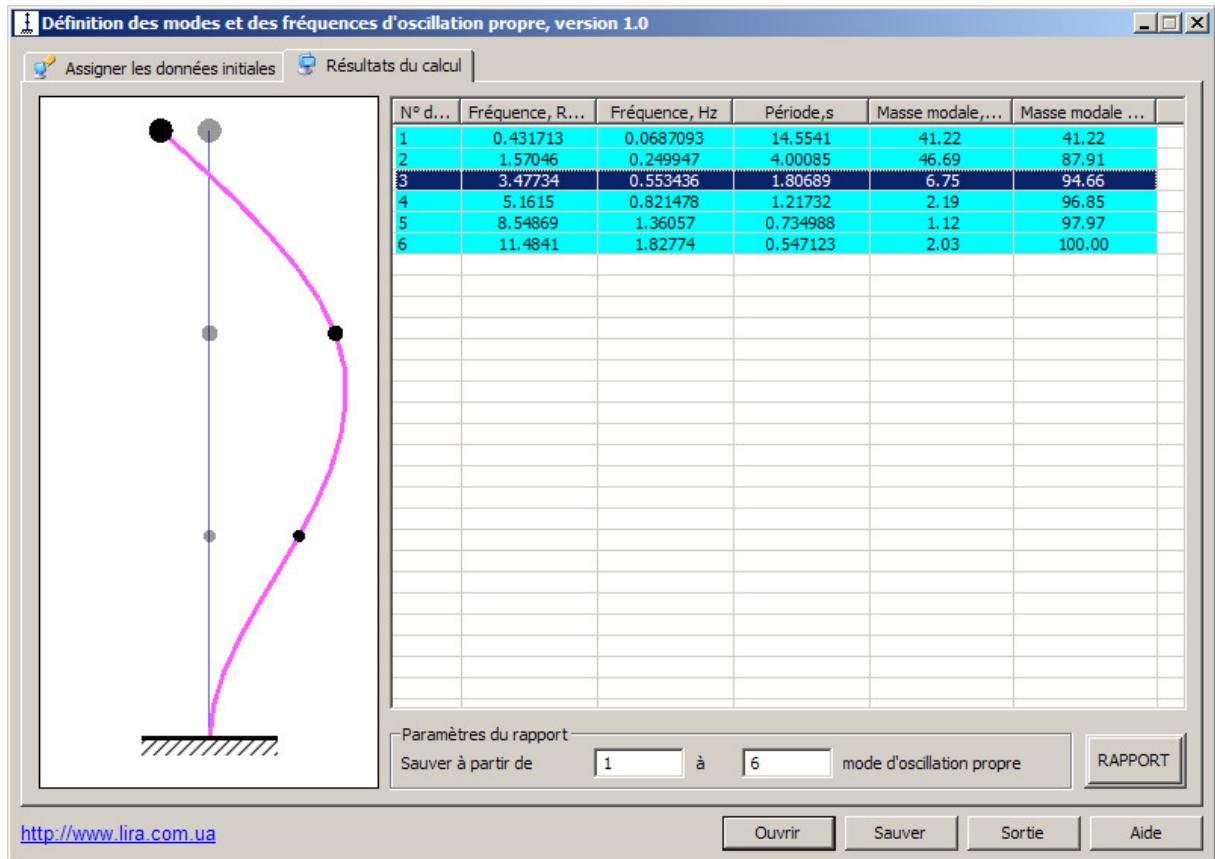 Définition des modes et des fréquences d'oscillation propre, version 1.0
Assigner les données initiales Résultats du calcul
N° d... Fréquence, R... Fréquence, Hz Période,s Masse modale,... Masse modale ...
1 0.431713 0.0687093 14.5541 41.22 41.22
2 1.57046 0.249947 4.00085 46.69 87.91
3 3.47734 0.553436 1.80689 6.75 94.66
4 5.1615 0.821478 1.21732 2.19 96.85
5 8.54869 1.36057 0.734988 1.12 97.97
6 11.4841 1.82774 0.547123 2.03 100.00
Paramètres du rapport
Sauver à partir de 1 à 6 mode d'oscillation propre RAPPORT
http://www.lira.com.ua Ouvrir Sauver Sortie Aide